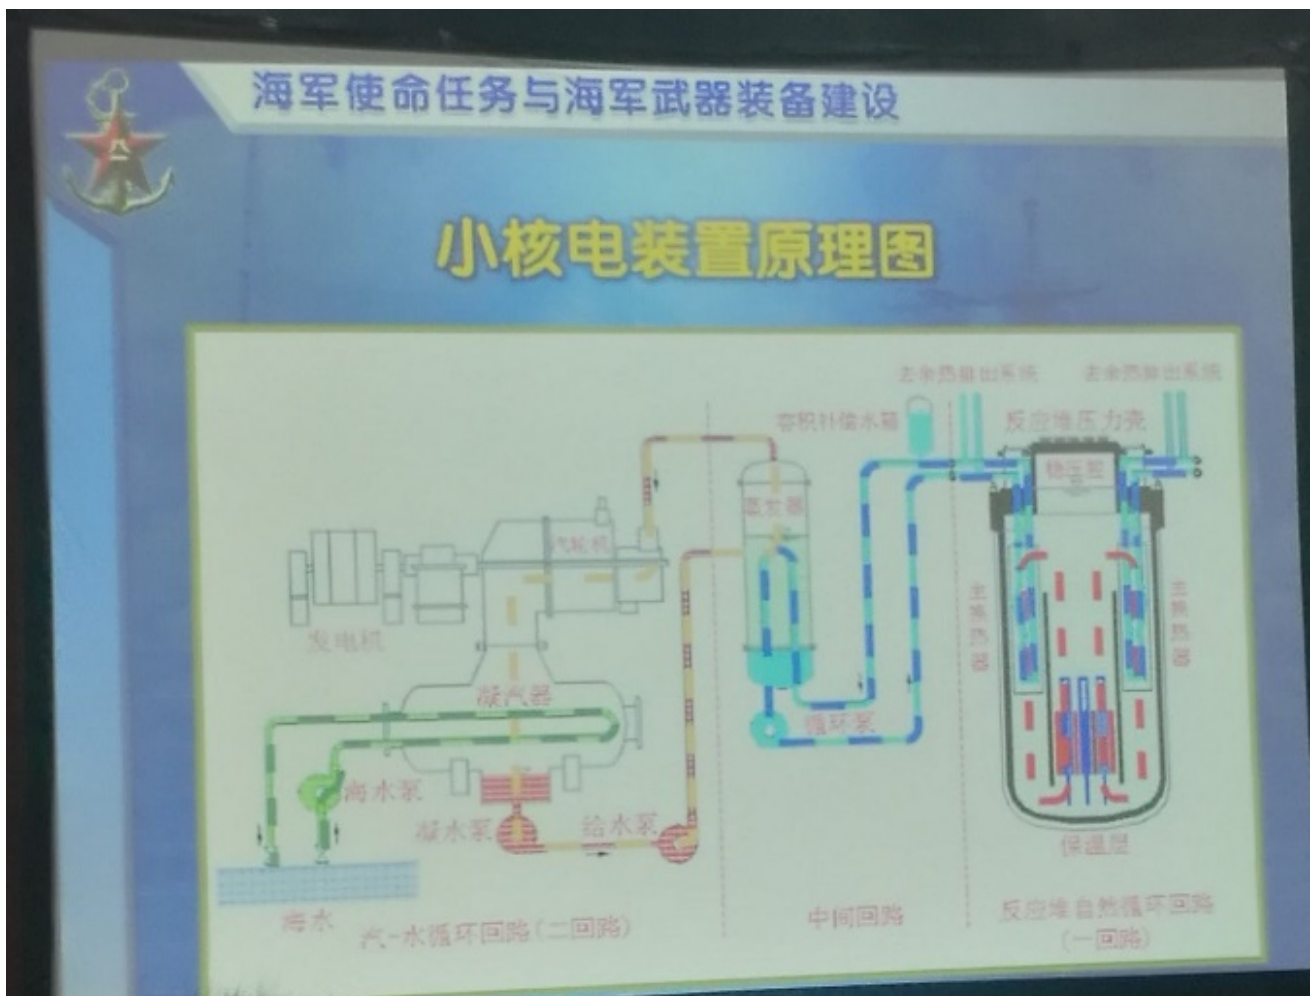 海军使命任务与海军武器装备建设
八一
小核电装置原理图
去余热排出系统
去余热排出系统
容积补偿水箱
反应堆压力壳
稳压器
蒸发器
汽轮机
主换热器
主换热器
发电机
凝汽器
循环泵
海水泵
凝水泵
给水泵
保温层
海水
汽-水循环回路(二回路)
中间回路
反应堆自然循环回路
(一回路)